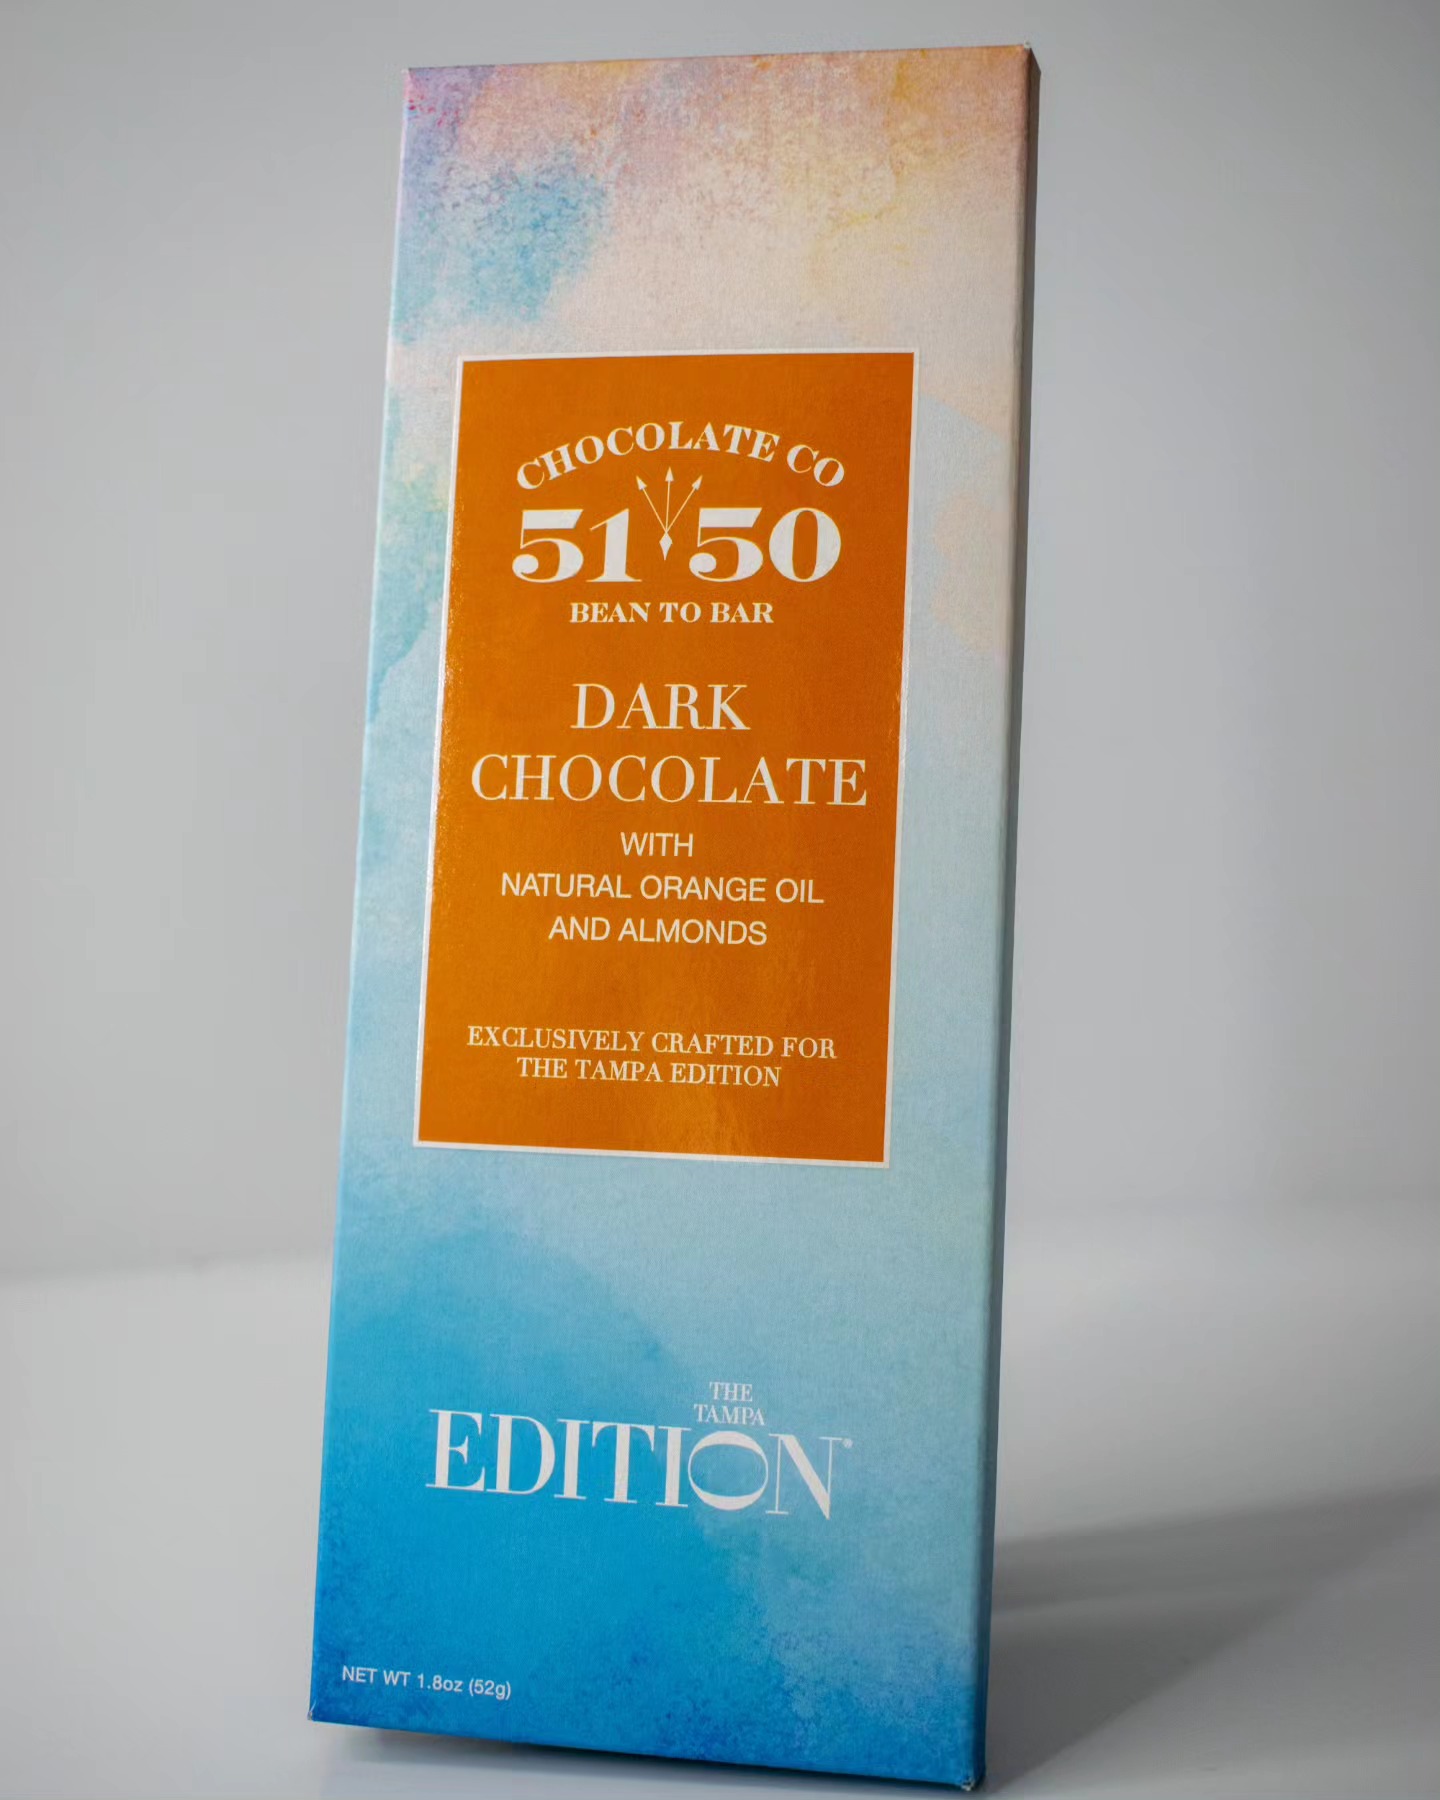 CHOCOLATE CO
51 50
BEAN TO BAR
DARK
CHOCOLATE
WITH
NATURAL ORANGE OIL
AND ALMONDS
EXCLUSIVELY CRAFTED FOR
THE TAMPA EDITION
THE
TAMPA
EDITION®
NET WT 1.8oz (52g)